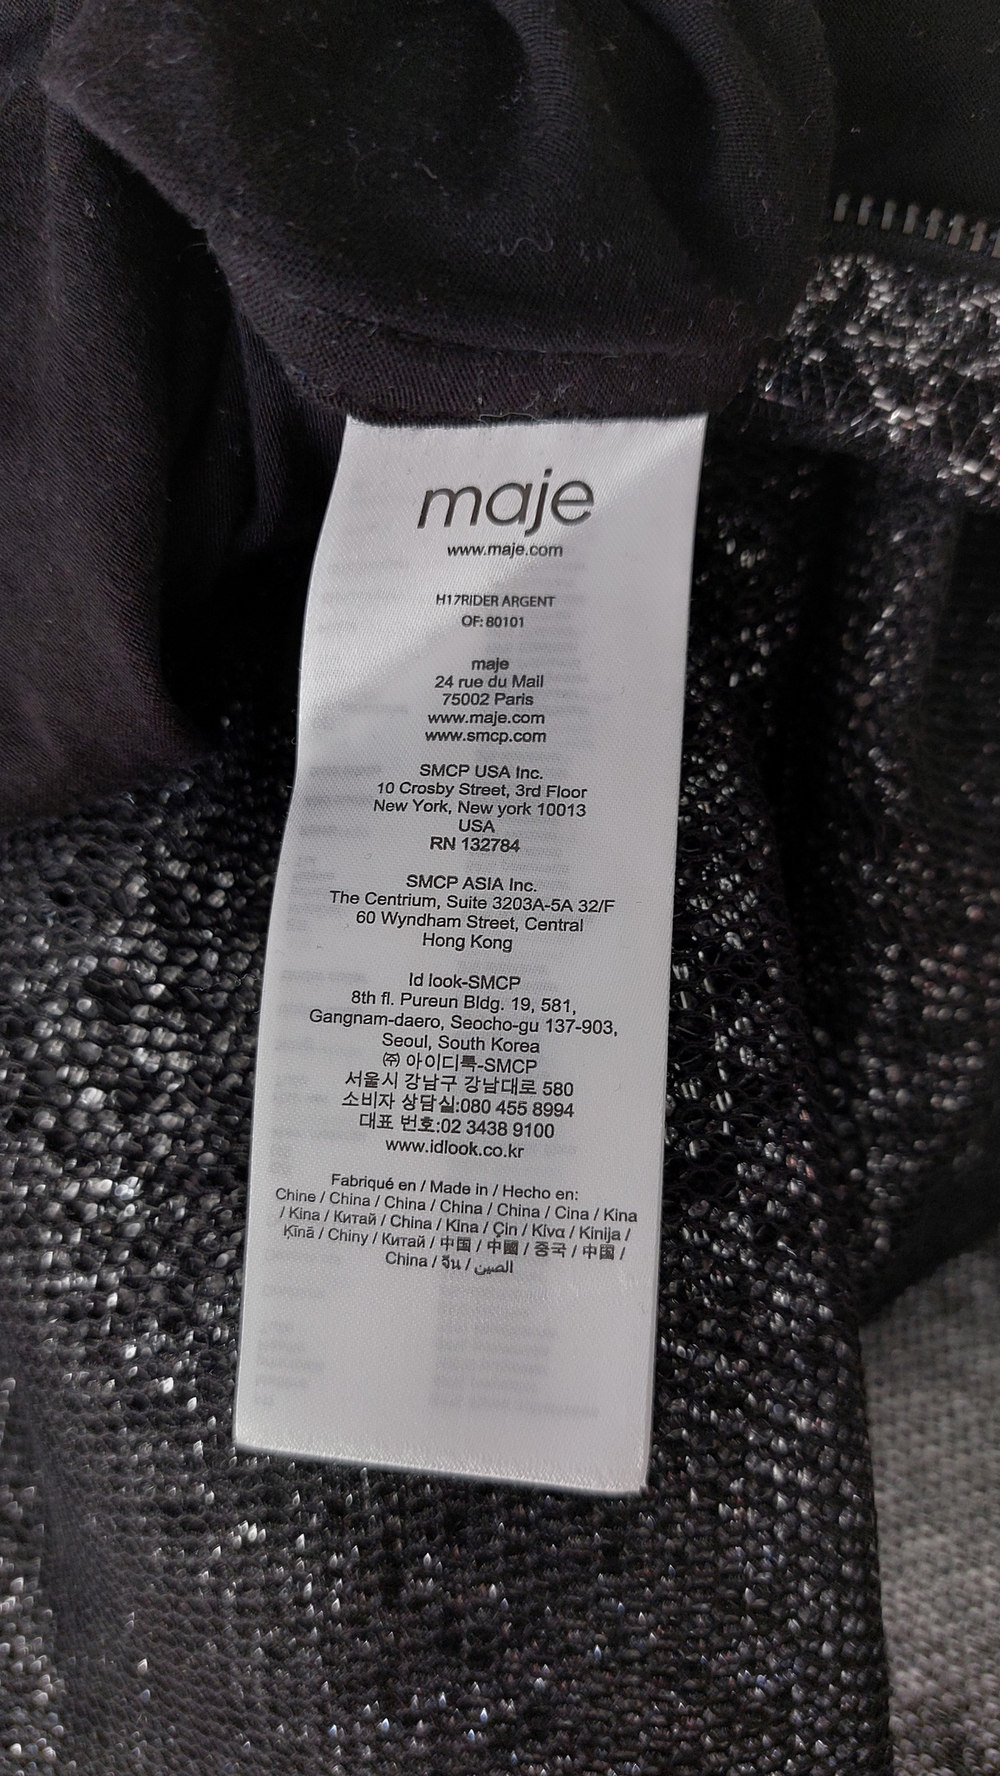 maje
www.maje.com
H17RIDER ARGENT
OF: 80101
maje
24 rue du Mail
75002 Paris
www.maje.com
www.smcp.com
SMCP USA Inc.
10 Crosby Street, 3rd Floor
New York, New york 10013
USA
RN 132784
SMCP ASIA Inc.
The Centrium, Suite 3203A-5A 32/F
60 Wyndham Street, Central
Hong Kong
Id look-SMCP
8th fl. Pureun Bldg. 19, 581,
Gangnam-daero, Seocho-gu 137-903,
Seoul, South Korea
㈜ 아이디룩-SMCP
서울시 강남구 강남대로 580
소비자 상담실:080 455 8994
대표 번호:02 3438 9100
www.idlook.co.kr
Fabriqué en / Made in / Hecho en:
Chine / China / China / China / China / Cina / Kina
/ Kina / Китай / China / Kina / Çin / Κίνα / Kinija /
Ķīnā / Chiny / Китай / 中国 / 中國 / 중국 / 中国 /
China / จีน / الصين